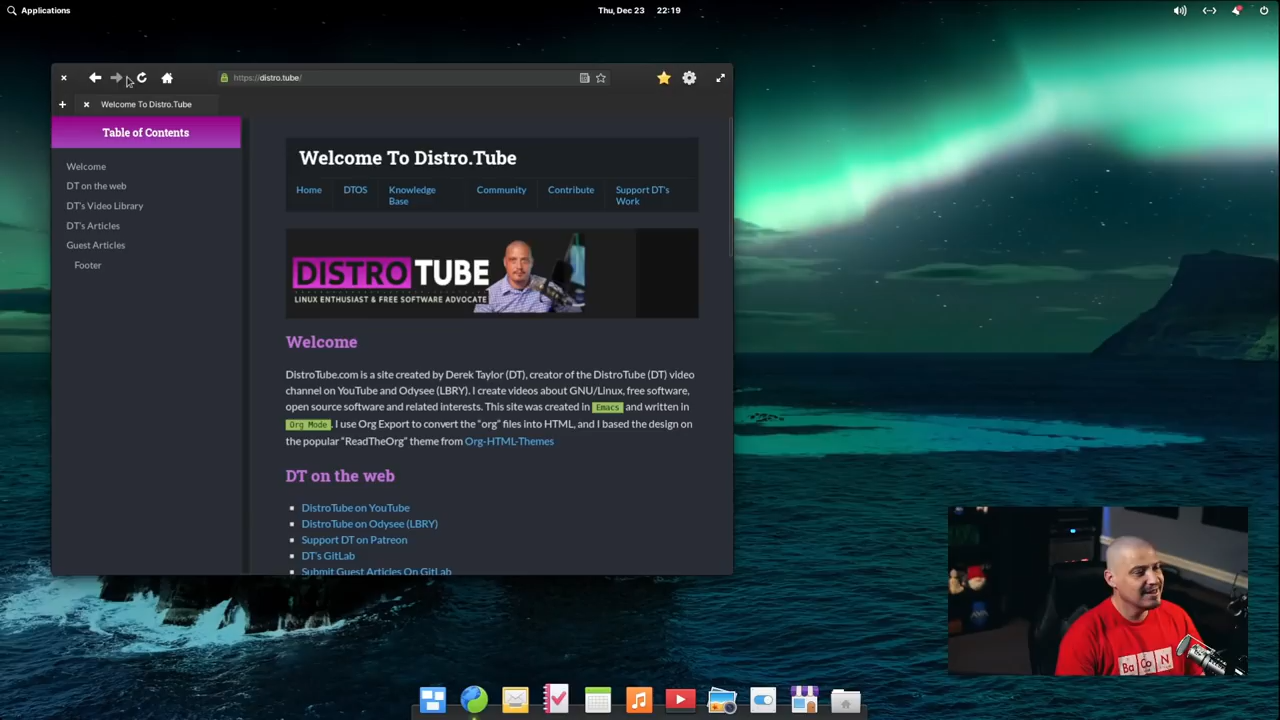 Applications
Thu, Dec 23 22:19
https://distro.tube/
Welcome To Distro.Tube
Table of Contents
Welcome
DT on the web
DT's Video Library
DT's Articles
Guest Articles
Footer
Welcome To Distro.Tube
Home DTOS Knowledge Base Community Contribute Support DT's Work
DISTROTUBE
LINUX ENTHUSIAST & FREE SOFTWARE ADVOCATE
Welcome
DistroTube.com is a site created by Derek Taylor (DT), creator of the DistroTube (DT) video
channel on YouTube and Odysee (LBRY). I create videos about GNU/Linux, free software,
open source software and related interests. This site was created in Emacs and written in
Org Mode. I use Org Export to convert the "org" files into HTML, and I based the design on
the popular "ReadTheOrg" theme from Org-HTML-Themes
DT on the web
DistroTube on YouTube
DistroTube on Odysee (LBRY)
Support DT on Patreon
DT's GitLab
Submit Guest Articles On GitLab
Ba Co N